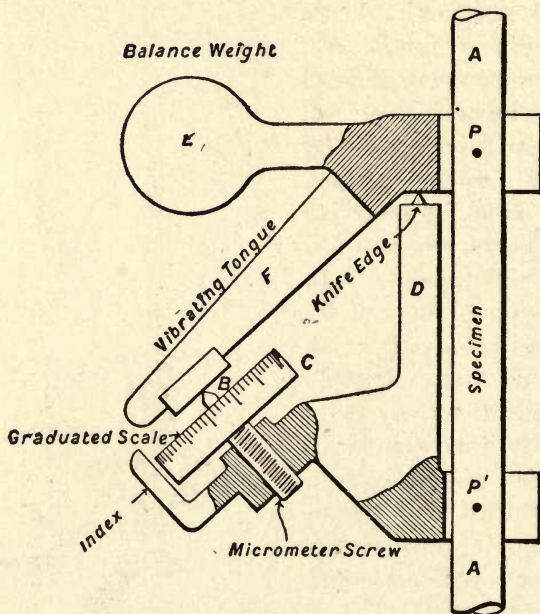 Balance Weight
A
E
P
Vibrating Tongue
F
Knife Edge
D
Specimen
B
C
Graduated Scale
Index
Micrometer Screw
P'
A